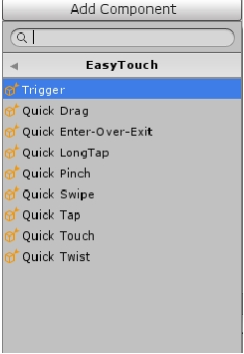 Add Component
EasyTouch
Trigger
Quick Drag
Quick Enter-Over-Exit
Quick LongTap
Quick Pinch
Quick Swipe
Quick Tap
Quick Touch
Quick Twist